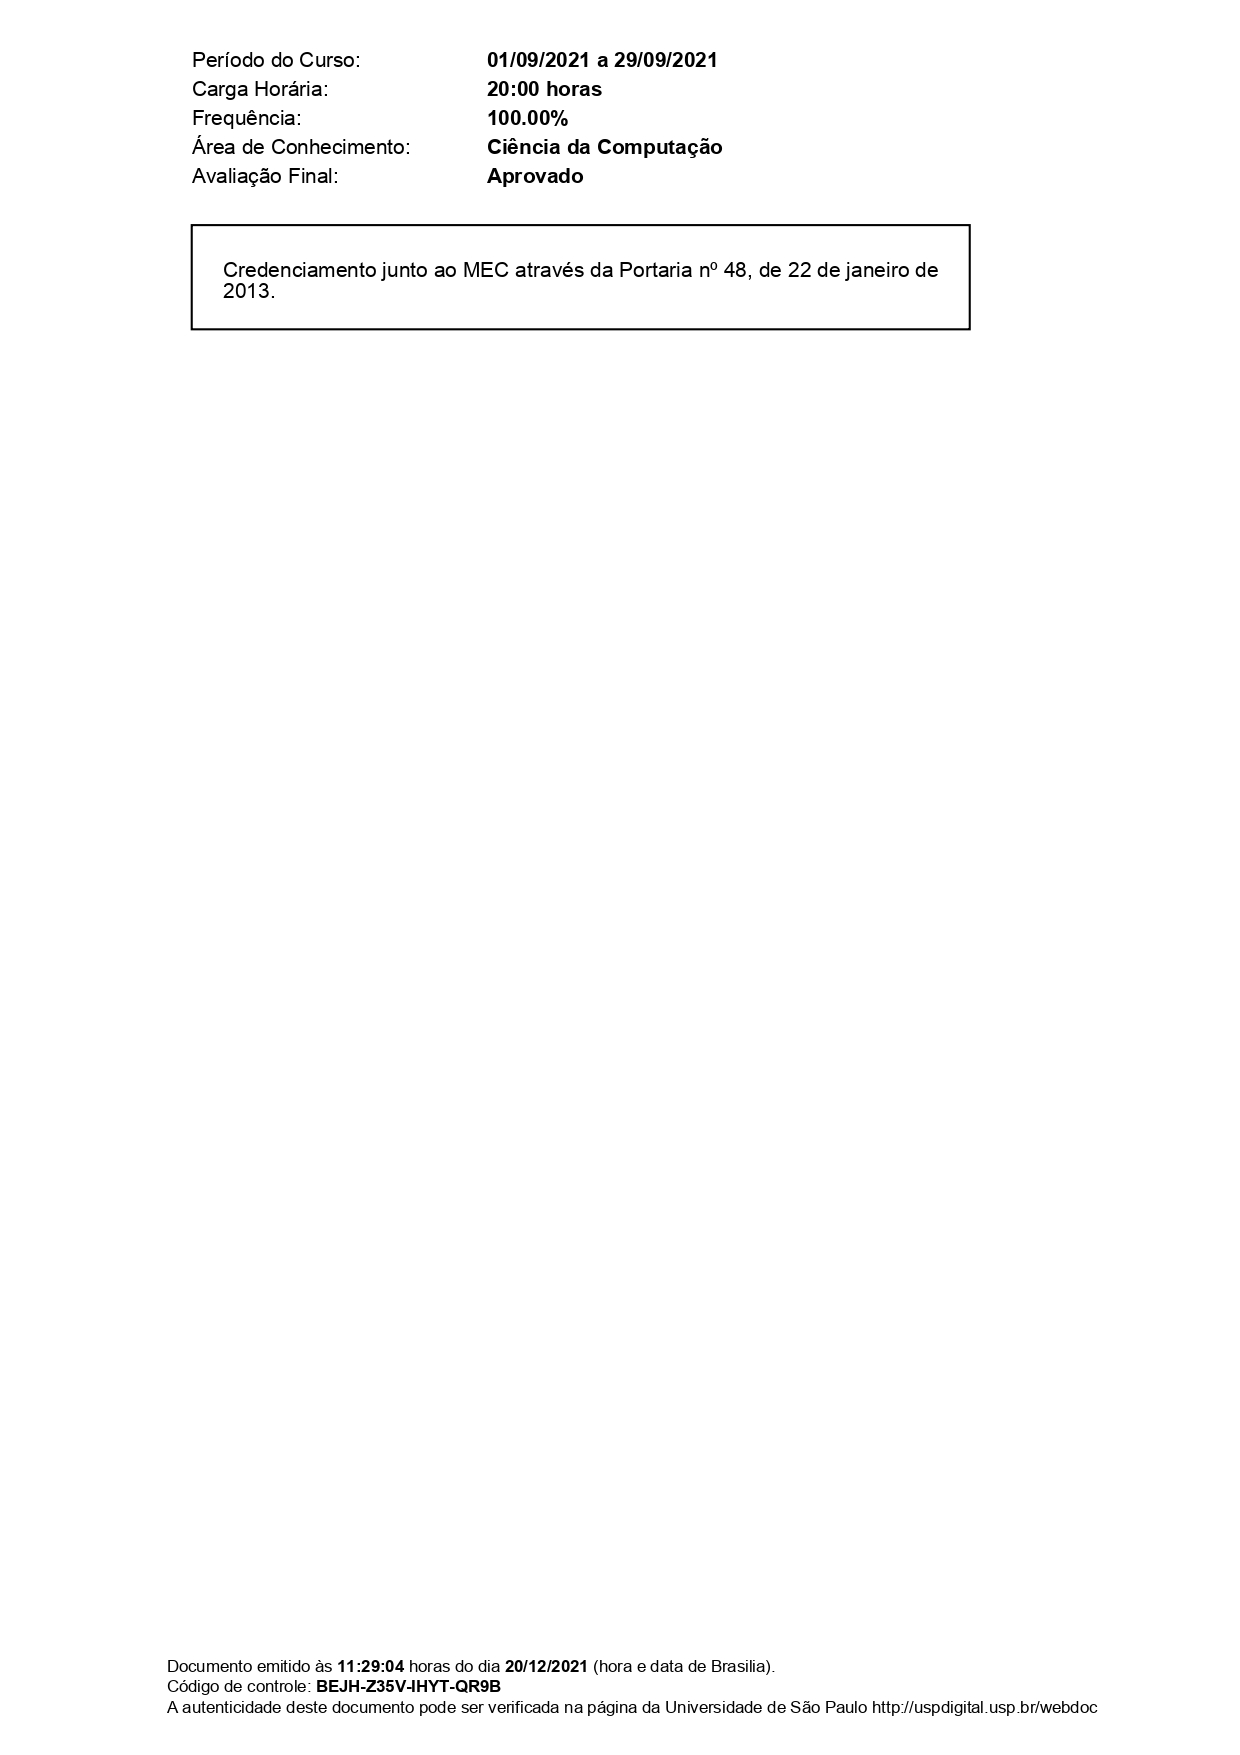 Período do Curso: 01/09/2021 a 29/09/2021
Carga Horária: 20:00 horas
Frequência: 100.00%
Área de Conhecimento: Ciência da Computação
Avaliação Final: Aprovado
Credenciamento junto ao MEC através da Portaria nº 48, de 22 de janeiro de
2013.
Documento emitido às 11:29:04 horas do dia 20/12/2021 (hora e data de Brasilia).
Código de controle: BEJH-Z35V-IHYT-QR9B
A autenticidade deste documento pode ser verificada na página da Universidade de São Paulo http://uspdigital.usp.br/webdoc